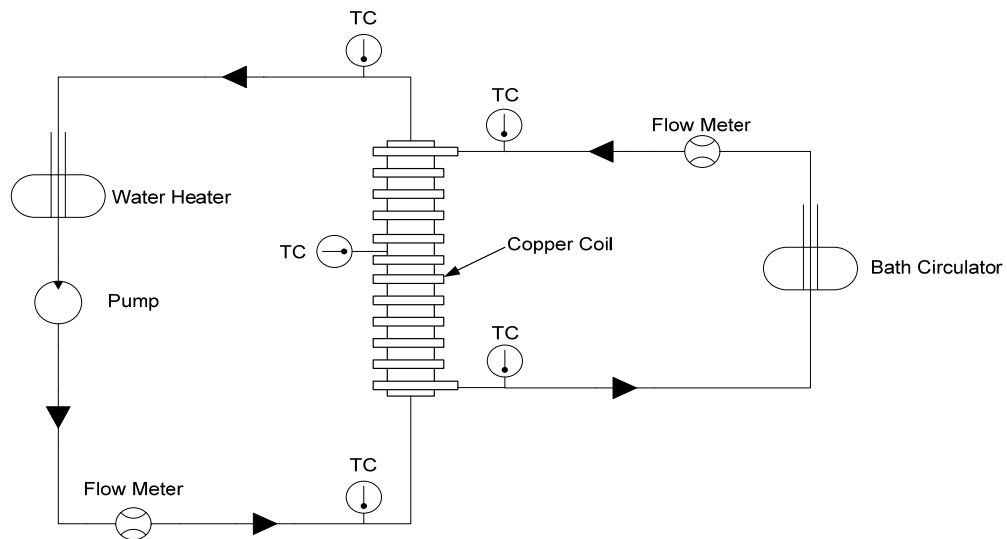 TC
TC
Flow Meter
Water Heater
TC
Copper Coil
Bath Circulator
Pump
TC
TC
Flow Meter